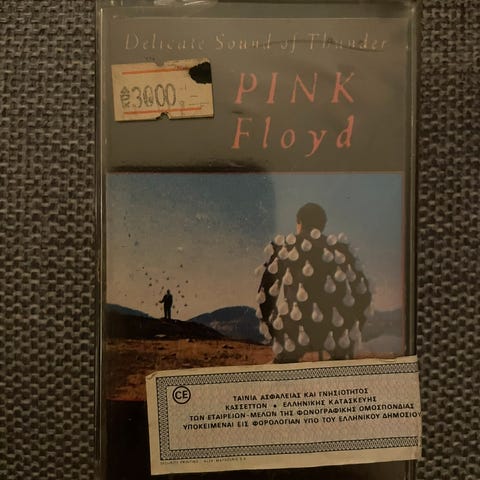 Delicate Sound of Thunder
3000
PINK
Floyd
CE
ΤΑΙΝΙΑ ΑΣΦΑΛΕΙΑΣ ΚΑΙ ΓΝΗΣΙΟΤΗΤΟΣ
ΚΑΣΣΕΤΤΩΝ ★ ΕΛΛΗΝΙΚΗΣ ΚΑΤΑΣΚΕΥΗΣ
ΤΩΝ ΕΤΑΙΡΕΙΩΝ-ΜΕΛΩΝ ΤΗΣ ΦΩΝΟΓΡΑΦΙΚΗΣ ΟΜΟΣΠΟΝΔΙΑΣ
ΥΠΟΚΕΙΜΕΝΑΙ ΕΙΣ ΦΟΡΟΛΟΓΙΑΝ ΥΠΟ ΤΟΥ ΕΛΛΗΝΙΚΟΥ ΔΗΜΟΣΙΟΥ